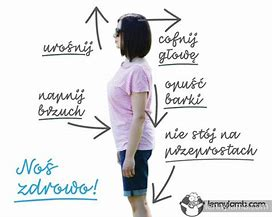 urośnij
cofnij
głowę
napnij
brzuch
opuść
barki
nie stój na
przeprostach
Noś
zdrowo!
lennylamb.com